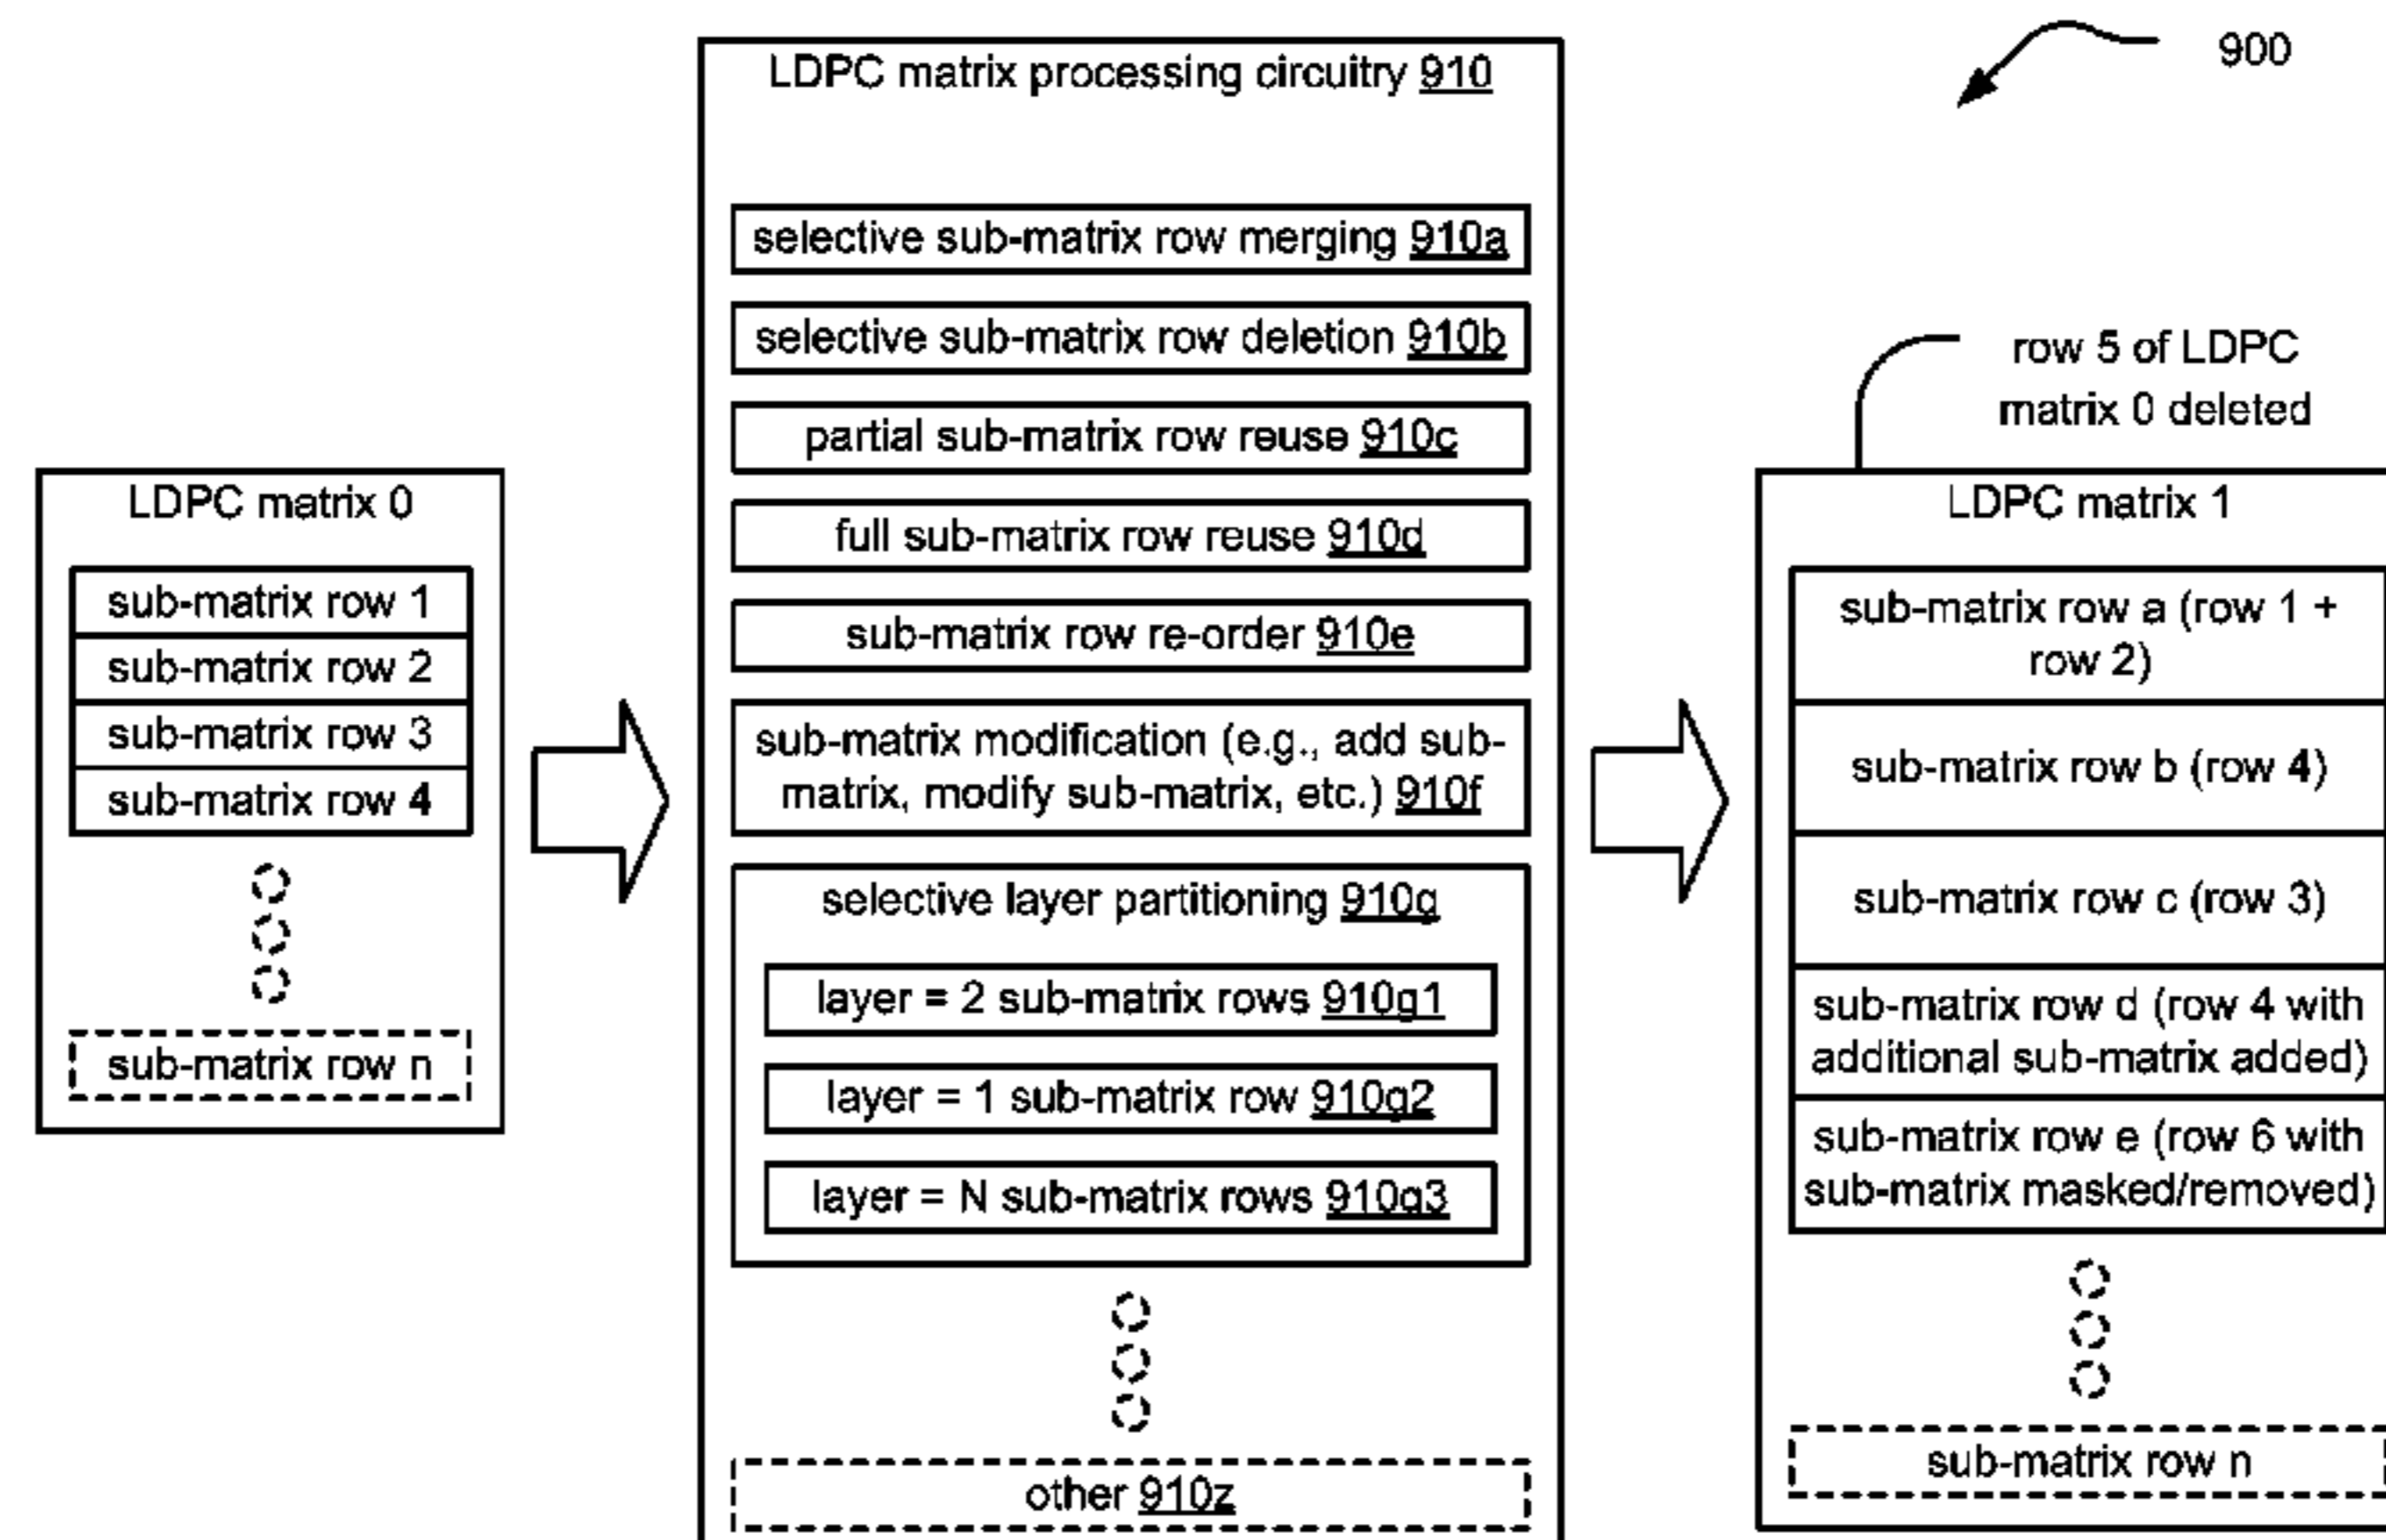 900
LDPC matrix processing circuitry 910
selective sub-matrix row merging 910a
selective sub-matrix row deletion 910b
partial sub-matrix row reuse 910c
full sub-matrix row reuse 910d
sub-matrix row re-order 910e
sub-matrix modification (e.g., add sub-
matrix, modify sub-matrix, etc.) 910f
selective layer partitioning 910g
layer = 2 sub-matrix rows 910g1
layer = 1 sub-matrix row 910g2
layer = N sub-matrix rows 910g3
other 910z
LDPC matrix 0
sub-matrix row 1
sub-matrix row 2
sub-matrix row 3
sub-matrix row 4
sub-matrix row n
row 5 of LDPC
matrix 0 deleted
LDPC matrix 1
sub-matrix row a (row 1 +
row 2)
sub-matrix row b (row 4)
sub-matrix row c (row 3)
sub-matrix row d (row 4 with
additional sub-matrix added)
sub-matrix row e (row 6 with
sub-matrix masked/removed)
sub-matrix row n